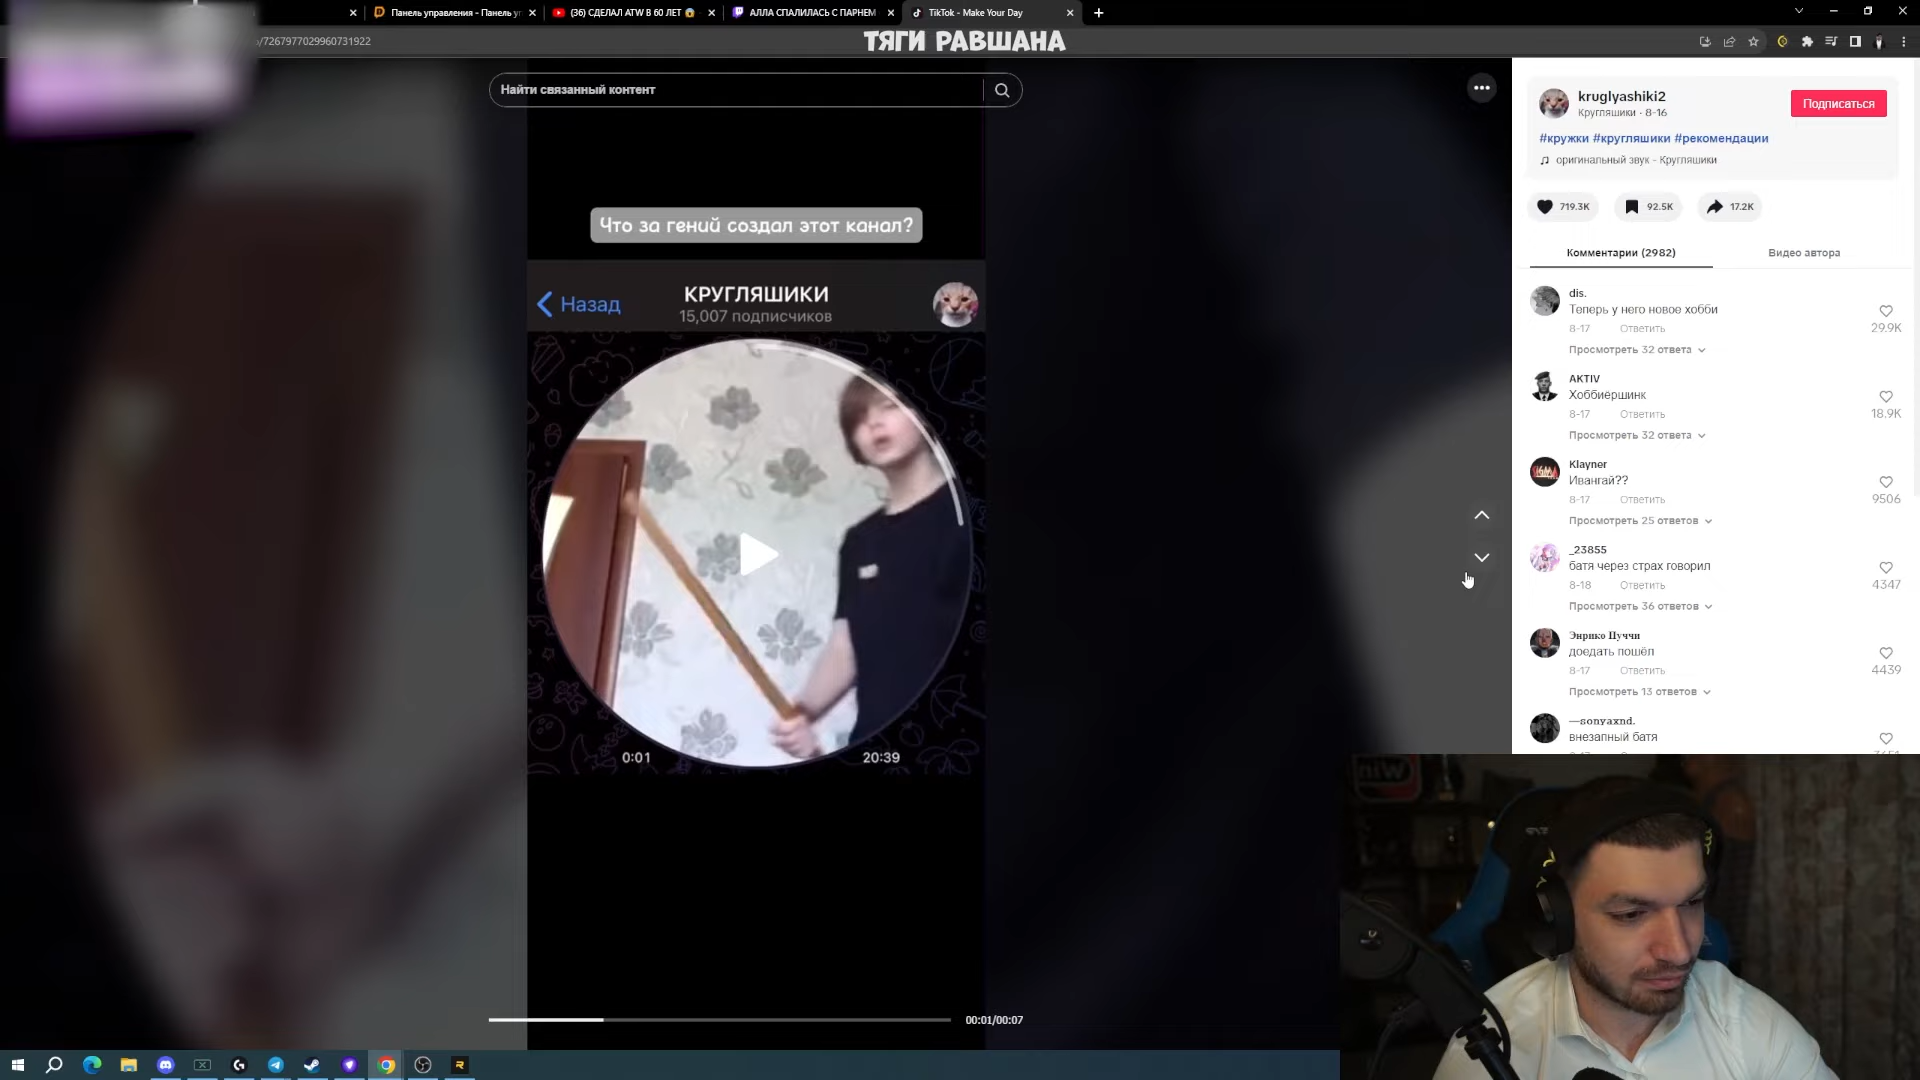 Панель управления - Панель у
(36) СДЕЛАЛ ATW В 60 ЛЕТ
АЛЛА СПАЛИЛАСЬ С ПАРНЕМ
TikTok - Make Your Day
/7267977029960731922
ТЯГИ РАВШАНА
Найти связанный контент
Что за гений создал этот канал?
Назад
КРУГЛЯШИКИ
15,007 подписчиков
0:01
20:39
00:01/00:07
kruglyashiki2
Кругляшики · 8-16
Подписаться
#кружки #кругляшики #рекомендации
оригинальный звук - Кругляшики
719.3K
92.5K
17.2K
Комментарии (2982)
Видео автора
dis.
Теперь у него новое хобби
8-17 Ответить
29.9K
Просмотреть 32 ответа
AKTIV
Хоббиёршинк
8-17 Ответить
18.9K
Просмотреть 32 ответа
Klayner
Ивангай??
8-17 Ответить
9506
Просмотреть 25 ответов
_23855
батя через страх говорил
8-18 Ответить
4347
Просмотреть 36 ответов
Энрико Пуччи
доедать пошёл
8-17 Ответить
4439
Просмотреть 13 ответов
—sonyaxnd.
внезапный батя